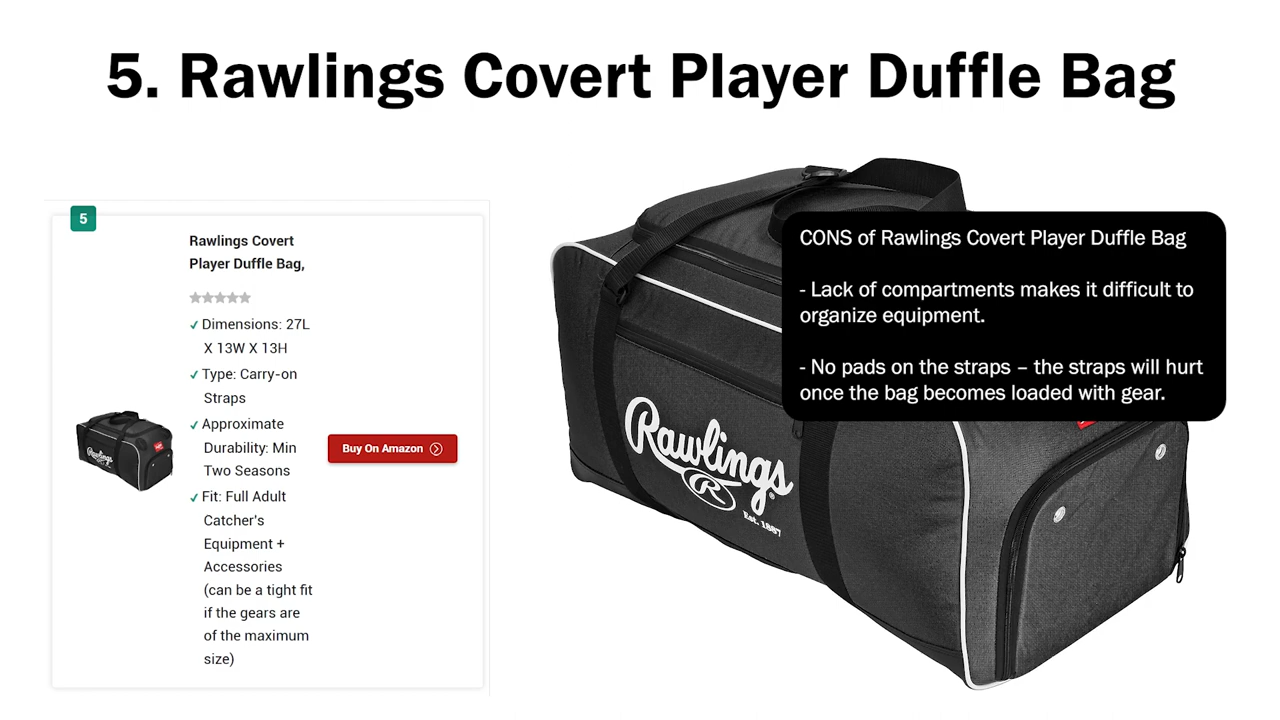 5. Rawlings Covert Player Duffle Bag
5
Rawlings Covert
Player Duffle Bag,
✓ Dimensions: 27L
X 13W X 13H
✓ Type: Carry-on
Straps
✓ Approximate
Durability: Min
Two Seasons
✓ Fit: Full Adult
Catcher's
Equipment +
Accessories
(can be a tight fit
if the gears are
of the maximum
size)
Buy On Amazon
CONS of Rawlings Covert Player Duffle Bag
- Lack of compartments makes it difficult to
organize equipment.
- No pads on the straps – the straps will hurt
once the bag becomes loaded with gear.
Rawlings®
R
Est. 1887
Rawlings